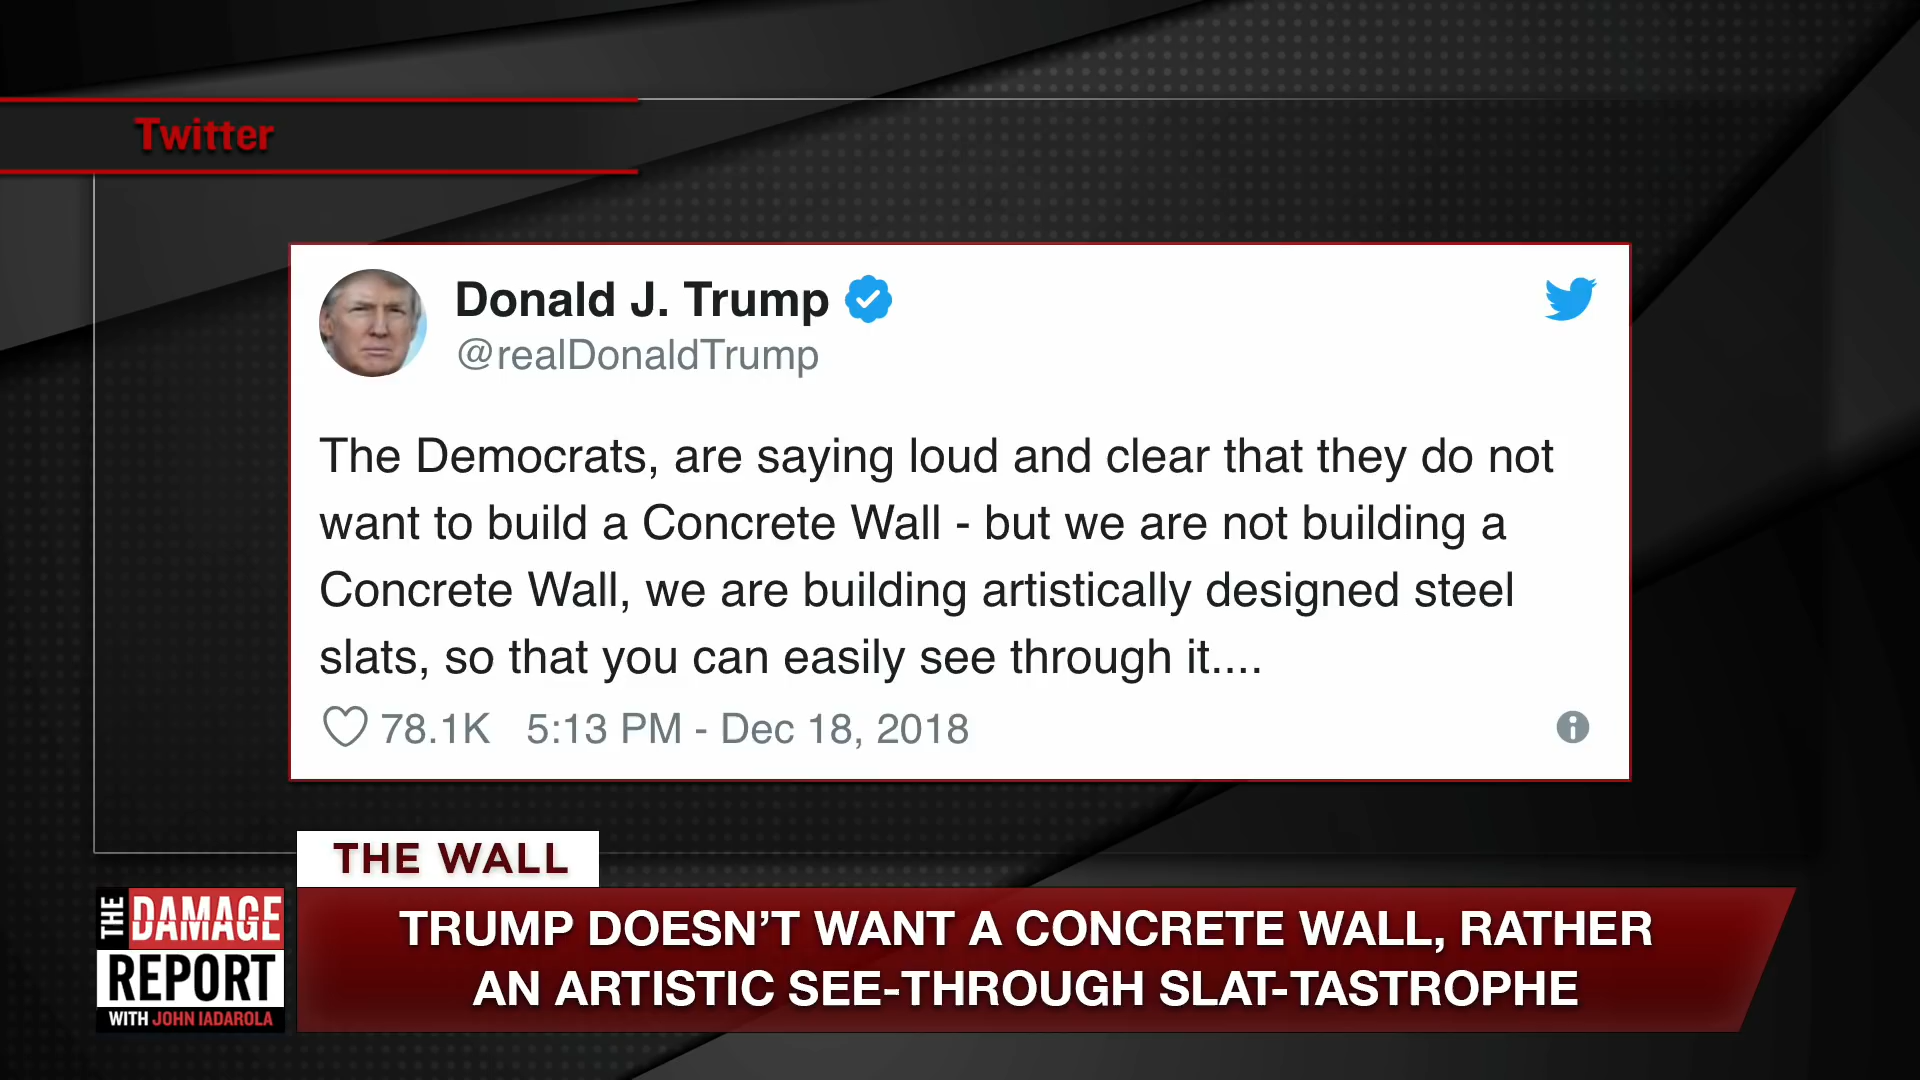 Twitter
Donald J. Trump
@realDonaldTrump
The Democrats, are saying loud and clear that they do not
want to build a Concrete Wall - but we are not building a
Concrete Wall, we are building artistically designed steel
slats, so that you can easily see through it....
78.1K 5:13 PM - Dec 18, 2018
THE WALL
THE DAMAGE
REPORT
WITH JOHN IADAROLA
TRUMP DOESN’T WANT A CONCRETE WALL, RATHER
AN ARTISTIC SEE-THROUGH SLAT-TASTROPHE